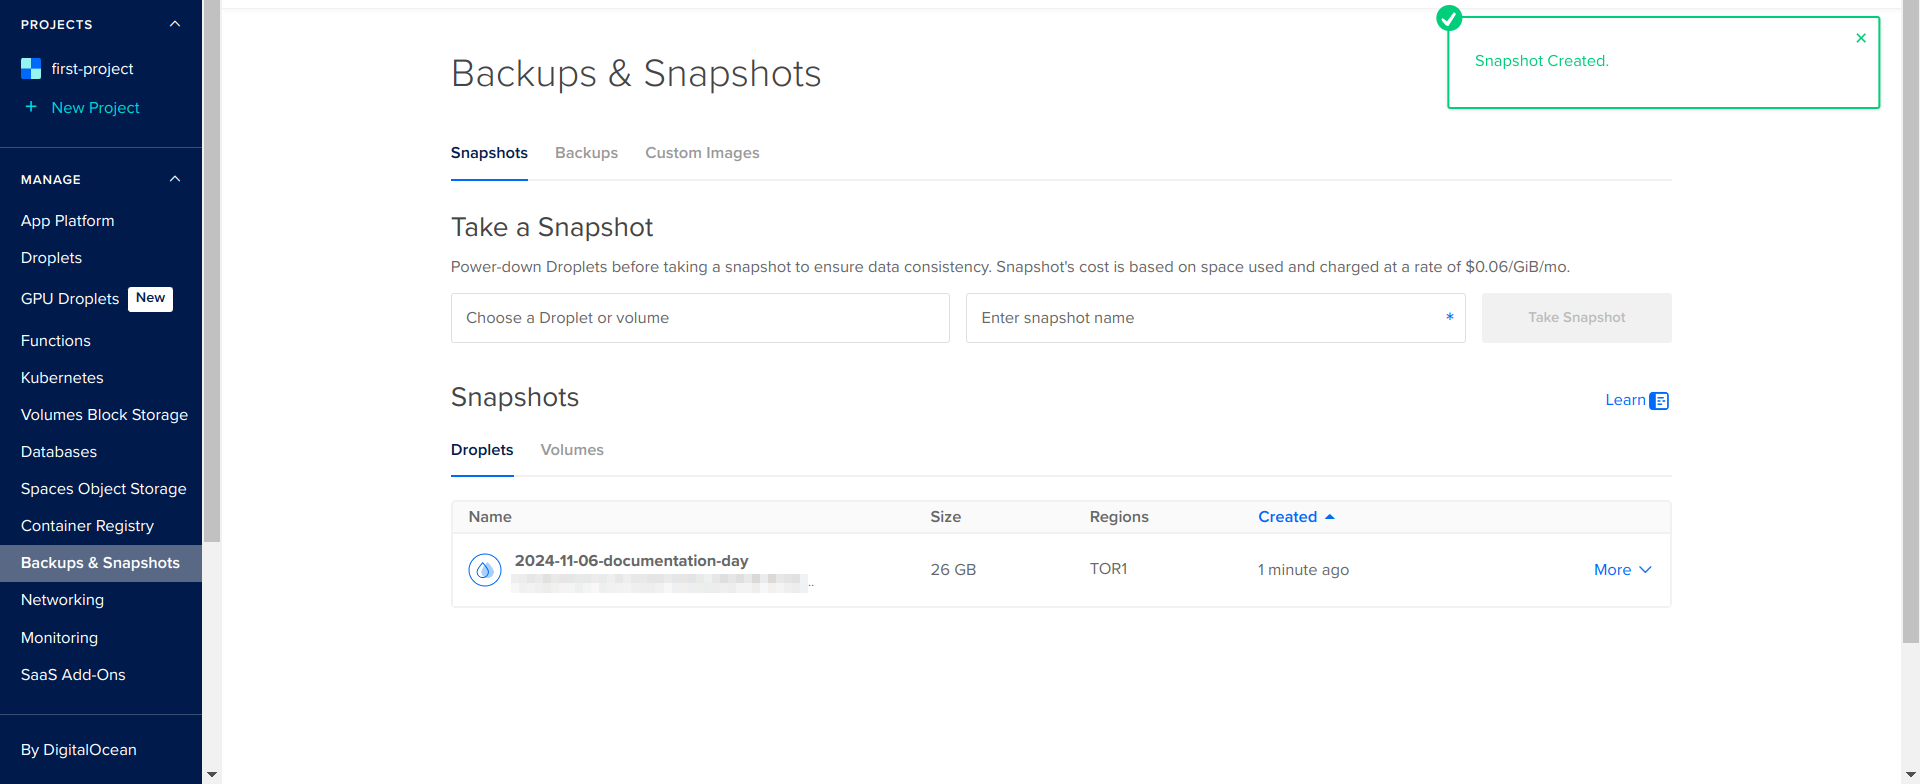 PROJECTS
first-project
+ New Project
MANAGE
App Platform
Droplets
GPU Droplets New
Functions
Kubernetes
Volumes Block Storage
Databases
Spaces Object Storage
Container Registry
Backups & Snapshots
Networking
Monitoring
SaaS Add-Ons
By DigitalOcean
Snapshot Created.
Backups & Snapshots
Snapshots Backups Custom Images
Take a Snapshot
Power-down Droplets before taking a snapshot to ensure data consistency. Snapshot's cost is based on space used and charged at a rate of $0.06/GiB/mo.
Choose a Droplet or volume Enter snapshot name * Take Snapshot
Snapshots Learn
Droplets Volumes
Name Size Regions Created
2024-11-06-documentation-day 26 GB TOR1 1 minute ago More